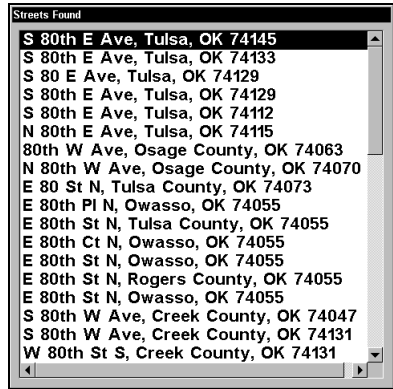 Streets Found
S 80th E Ave, Tulsa, OK 74145
S 80th E Ave, Tulsa, OK 74133
S 80 E Ave, Tulsa, OK 74129
S 80th E Ave, Tulsa, OK 74129
S 80th E Ave, Tulsa, OK 74112
N 80th E Ave, Tulsa, OK 74115
80th W Ave, Osage County, OK 74063
N 80th W Ave, Osage County, OK 74070
E 80 St N, Tulsa County, OK 74073
E 80th Pl N, Owasso, OK 74055
E 80th St N, Tulsa County, OK 74055
E 80th Ct N, Owasso, OK 74055
E 80th St N, Owasso, OK 74055
E 80th St N, Rogers County, OK 74055
E 80th St N, Owasso, OK 74055
S 80th W Ave, Creek County, OK 74047
S 80th W Ave, Creek County, OK 74131
W 80th St S, Creek County, OK 74131